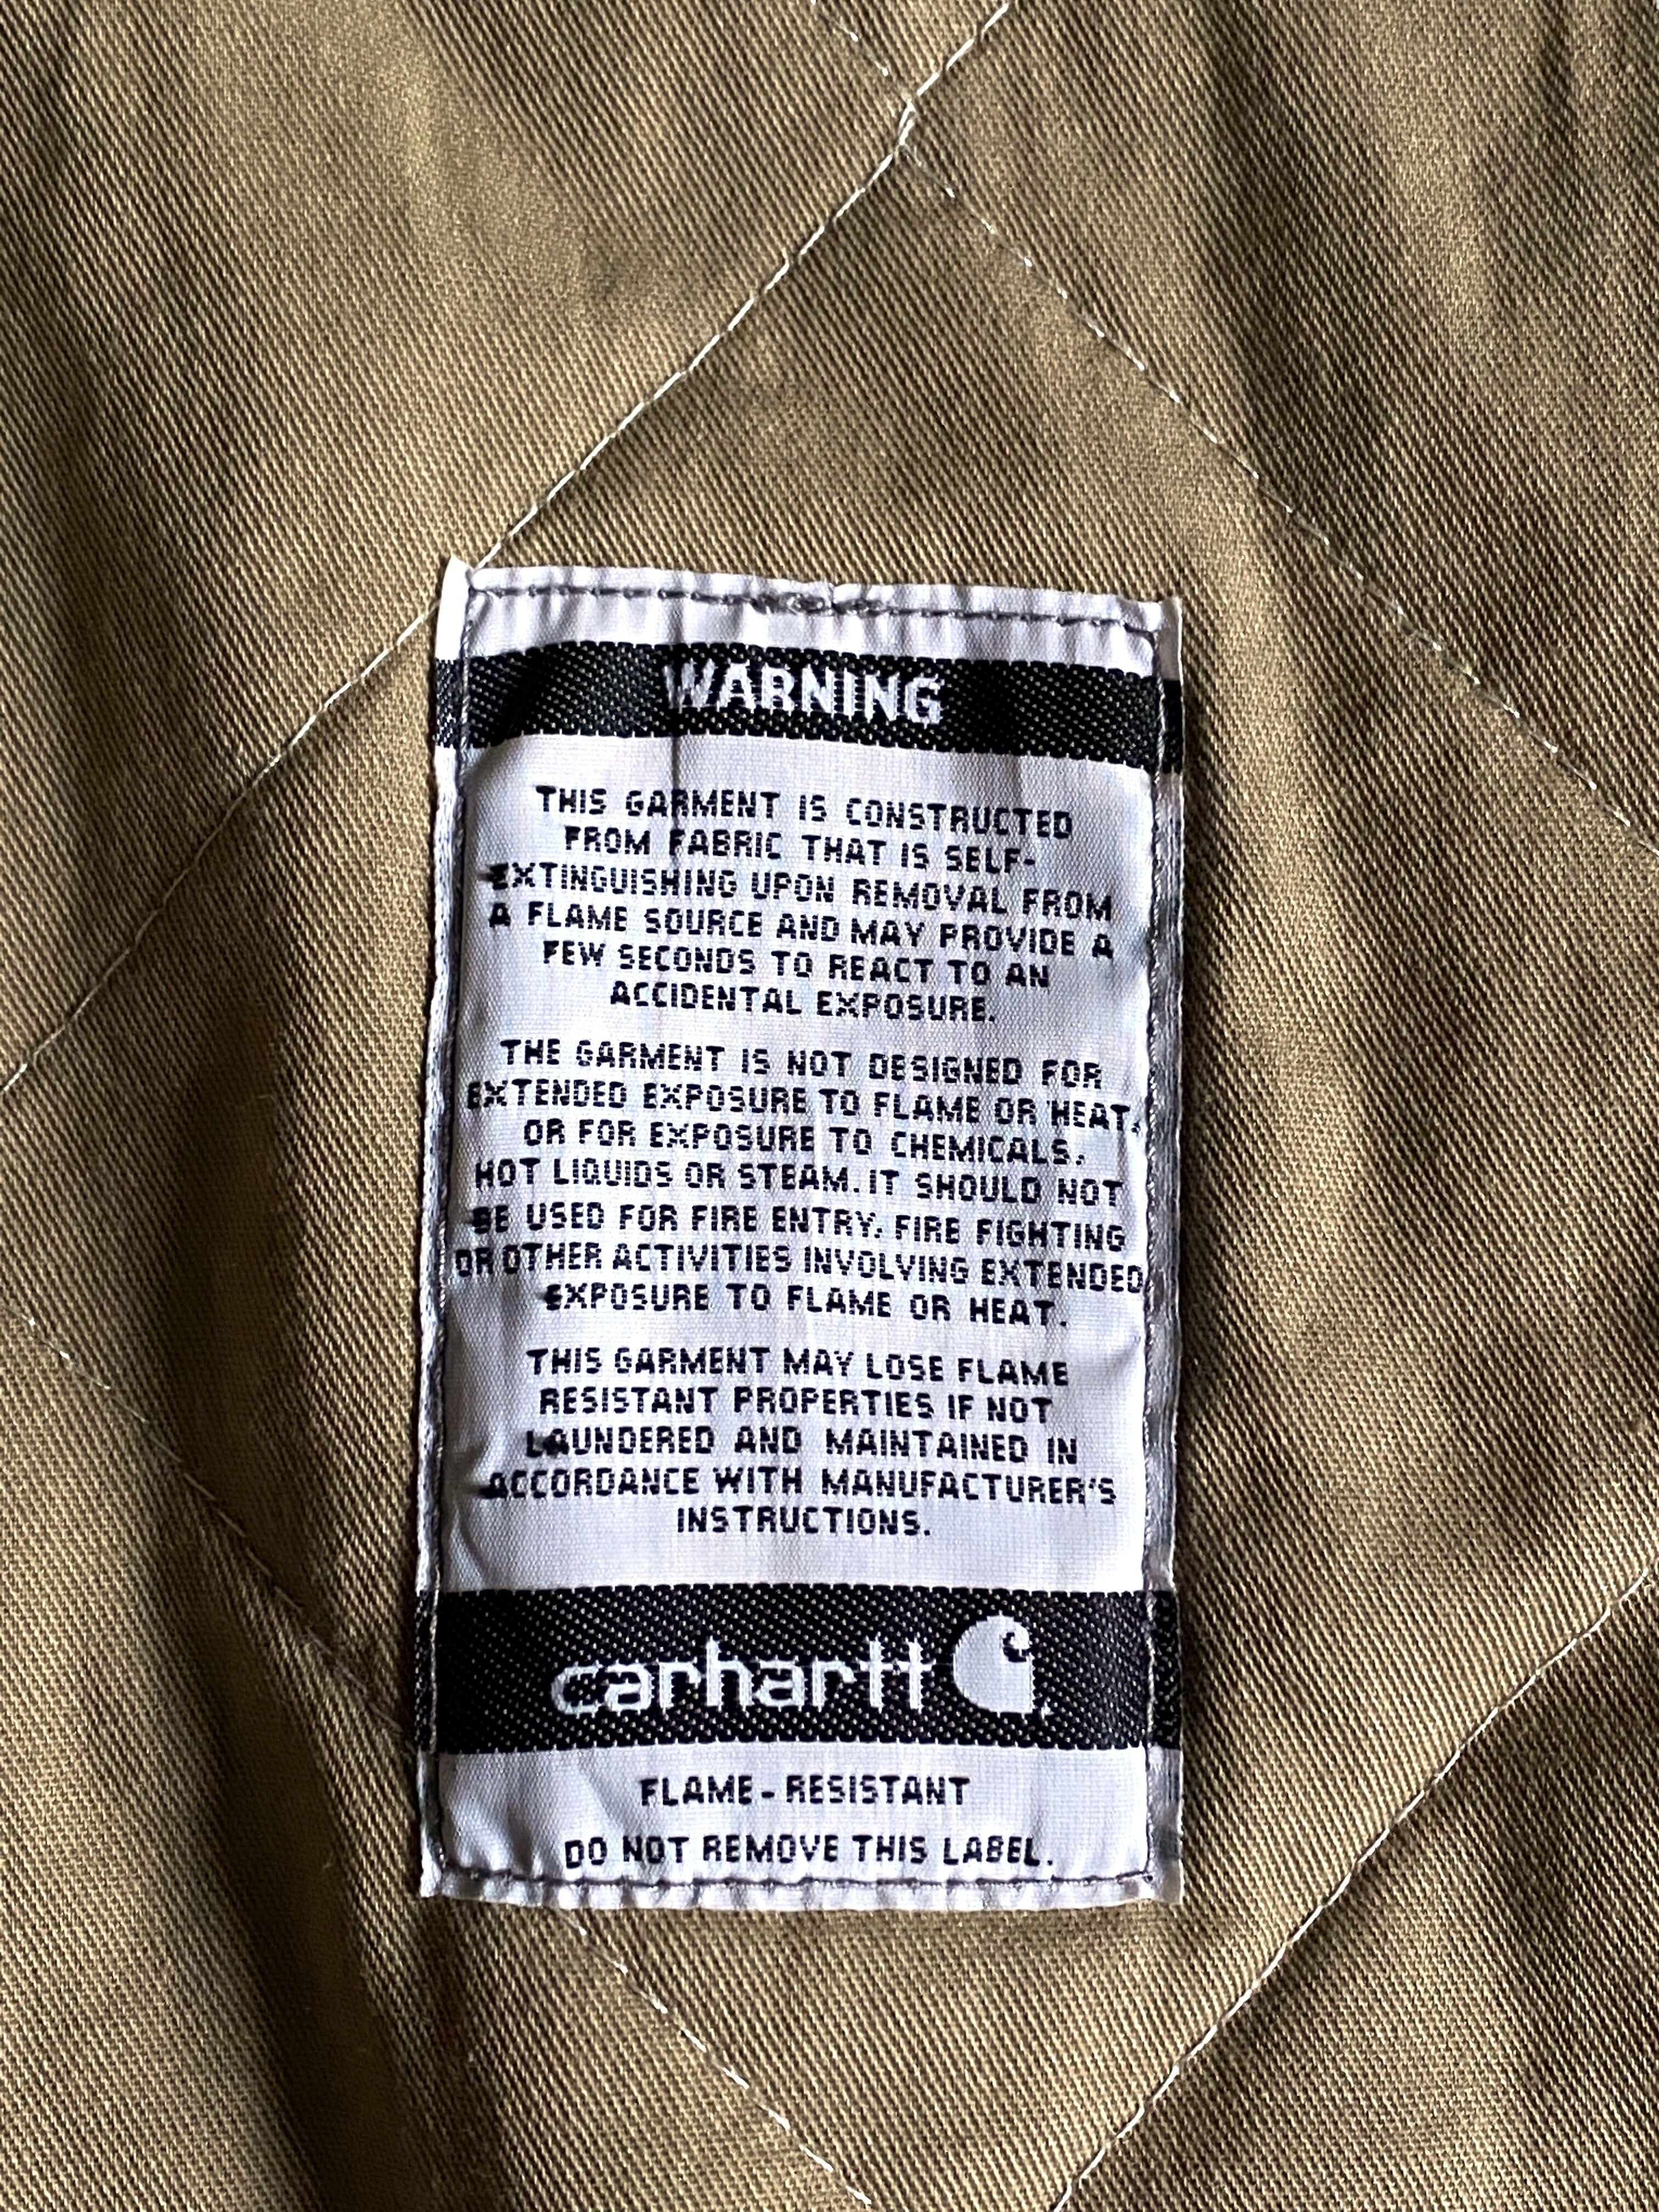 WARNING
THIS GARMENT IS CONSTRUCTED
FROM FABRIC THAT IS SELF-
EXTINGUISHING UPON REMOVAL FROM
A FLAME SOURCE AND MAY PROVIDE A
FEW SECONDS TO REACT TO AN
ACCIDENTAL EXPOSURE.
THE GARMENT IS NOT DESIGNED FOR
EXTENDED EXPOSURE TO FLAME OR HEAT,
OR FOR EXPOSURE TO CHEMICALS,
HOT LIQUIDS OR STEAM. IT SHOULD NOT
BE USED FOR FIRE ENTRY, FIRE FIGHTING
OR OTHER ACTIVITIES INVOLVING EXTENDED
EXPOSURE TO FLAME OR HEAT.
THIS GARMENT MAY LOSE FLAME
RESISTANT PROPERTIES IF NOT
LAUNDERED AND MAINTAINED IN
ACCORDANCE WITH MANUFACTURER'S
INSTRUCTIONS.
carhartt
FLAME-RESISTANT
DO NOT REMOVE THIS LABEL.